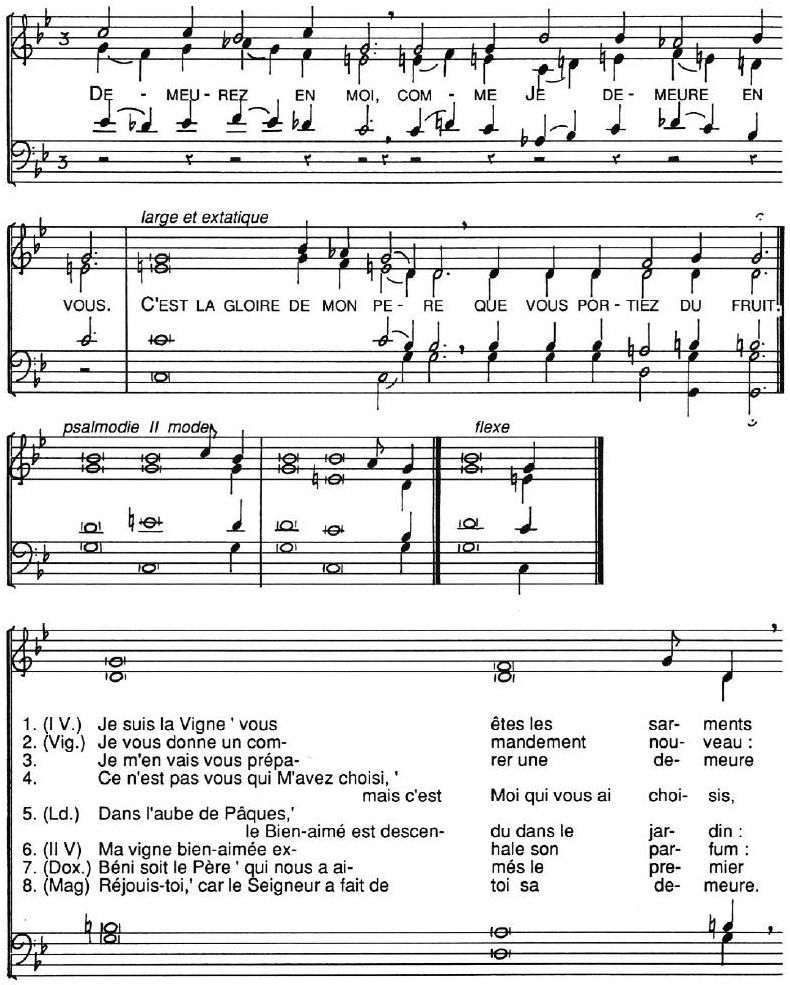 DE - MEU - REZ EN MOI, COM - ME JE DE - MEURE EN
large et extatique
VOUS. C'EST LA GLOIRE DE MON PE - RE QUE VOUS POR - TIEZ DU FRUIT.
psalmodie II mode
flexe
1. (I V.) Je suis la Vigne ' vous êtes les sar- ments
2. (Vig.) Je vous donne un com- mandement nou- veau :
3. Je m'en vais vous prépa- rer une de- meure
4. Ce n'est pas vous qui M'avez choisi, '
mais c'est Moi qui vous ai choi- sis,
5. (Ld.) Dans l'aube de Pâques,'
le Bien-aimé est descen- du dans le jar- din :
6. (II V) Ma vigne bien-aimée ex- hale son par- fum :
7. (Dox.) Béni soit le Père ' qui nous a ai- més le pre- mier
8. (Mag) Réjouis-toi,' car le Seigneur a fait de toi sa de- meure.